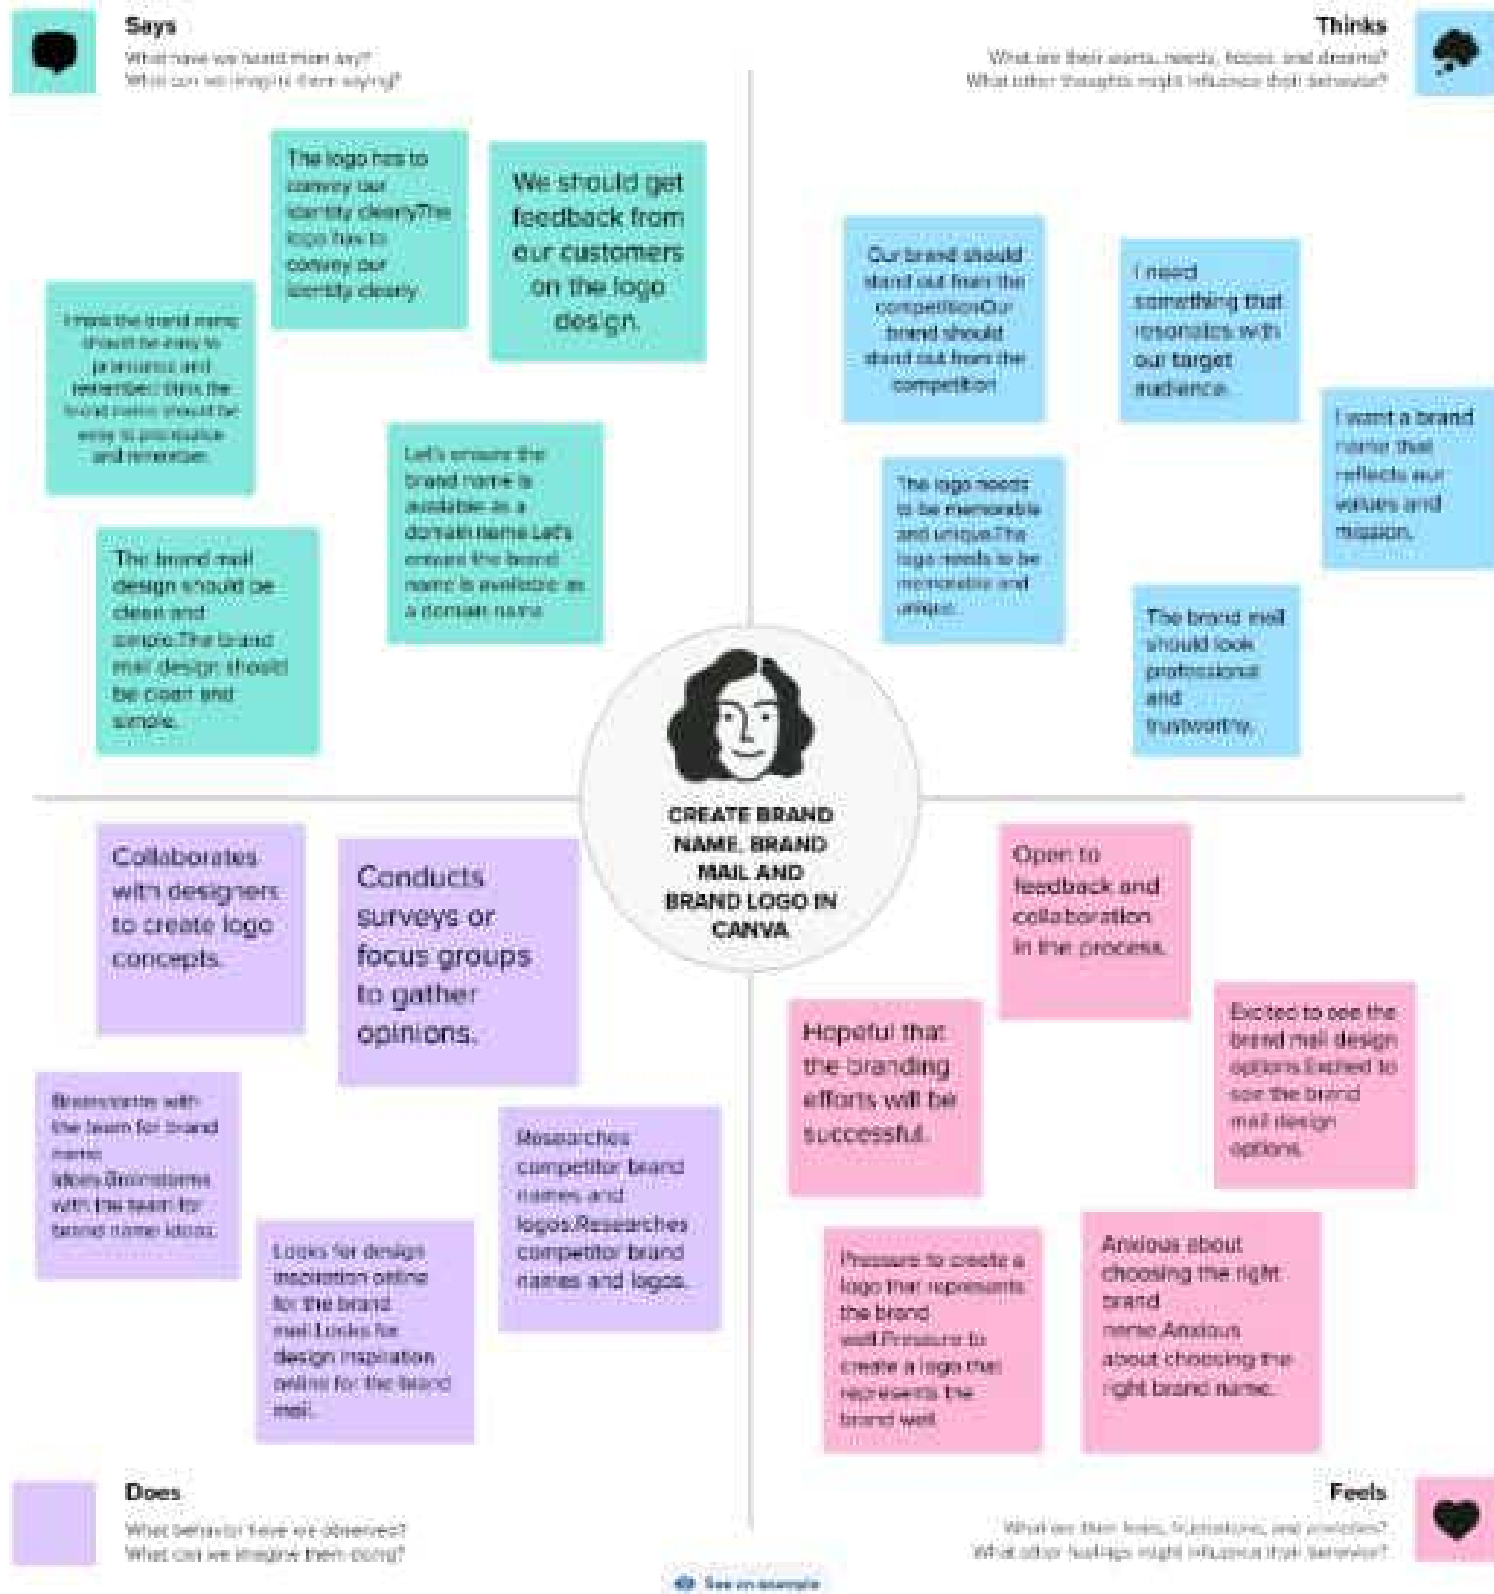 Says
What have we heard them say?
What can we imagine them saying?
Thinks
What are their wants, needs, hopes, and dreams?
What other thoughts might influence their behavior?
The logo has to
convey our
identity clearlyThe
logo has to
convey our
identity clearly
We should get
feedback from
our customers
on the logo
design.
I think the brand name
should be easy to
pronounce and
remember.I think the
brand name should be
easy to pronounce
and remember.
Let's ensure the
brand name is
available as a
domain name.Let's
ensure the brand
name is available as
a domain name
The brand mail
design should be
clean and
simple.The brand
mail design should
be clean and
simple.
Our brand should
stand out from the
competitionOur
brand should
stand out from the
competition
I need
something that
resonates with
our target
audience.
I want a brand
name that
reflects our
values and
mission.
The logo needs
to be memorable
and unique.The
logo needs to be
memorable and
unique.
The brand mail
should look
professional
and
trustworthy.
CREATE BRAND
NAME, BRAND
MAIL AND
BRAND LOGO IN
CANVA
Collaborates
with designers
to create logo
concepts.
Conducts
surveys or
focus groups
to gather
opinions.
Brainstorms with
the team for brand
name
ideas.Brainstorms
with the team for
brand name ideas.
Researches
competitor brand
names and
logos.Researches
competitor brand
names and logos.
Looks for design
inspiration online
for the brand
mail.Looks for
design inspiration
online for the brand
mail.
Open to
feedback and
collaboration
in the process.
Hopeful that
the branding
efforts will be
successful.
Excited to see the
brand mail design
options.Excited to
see the brand
mail design
options.
Pressure to create a
logo that represents
the brand
well.Pressure to
create a logo that
represents the
brand well.
Anxious about
choosing the right
brand
name.Anxious
about choosing the
right brand name.
Does
What behavior have we observed?
What can we imagine them doing?
Feels
What are their fears, frustrations, and anxieties?
What other feelings might influence their behavior?
See an example